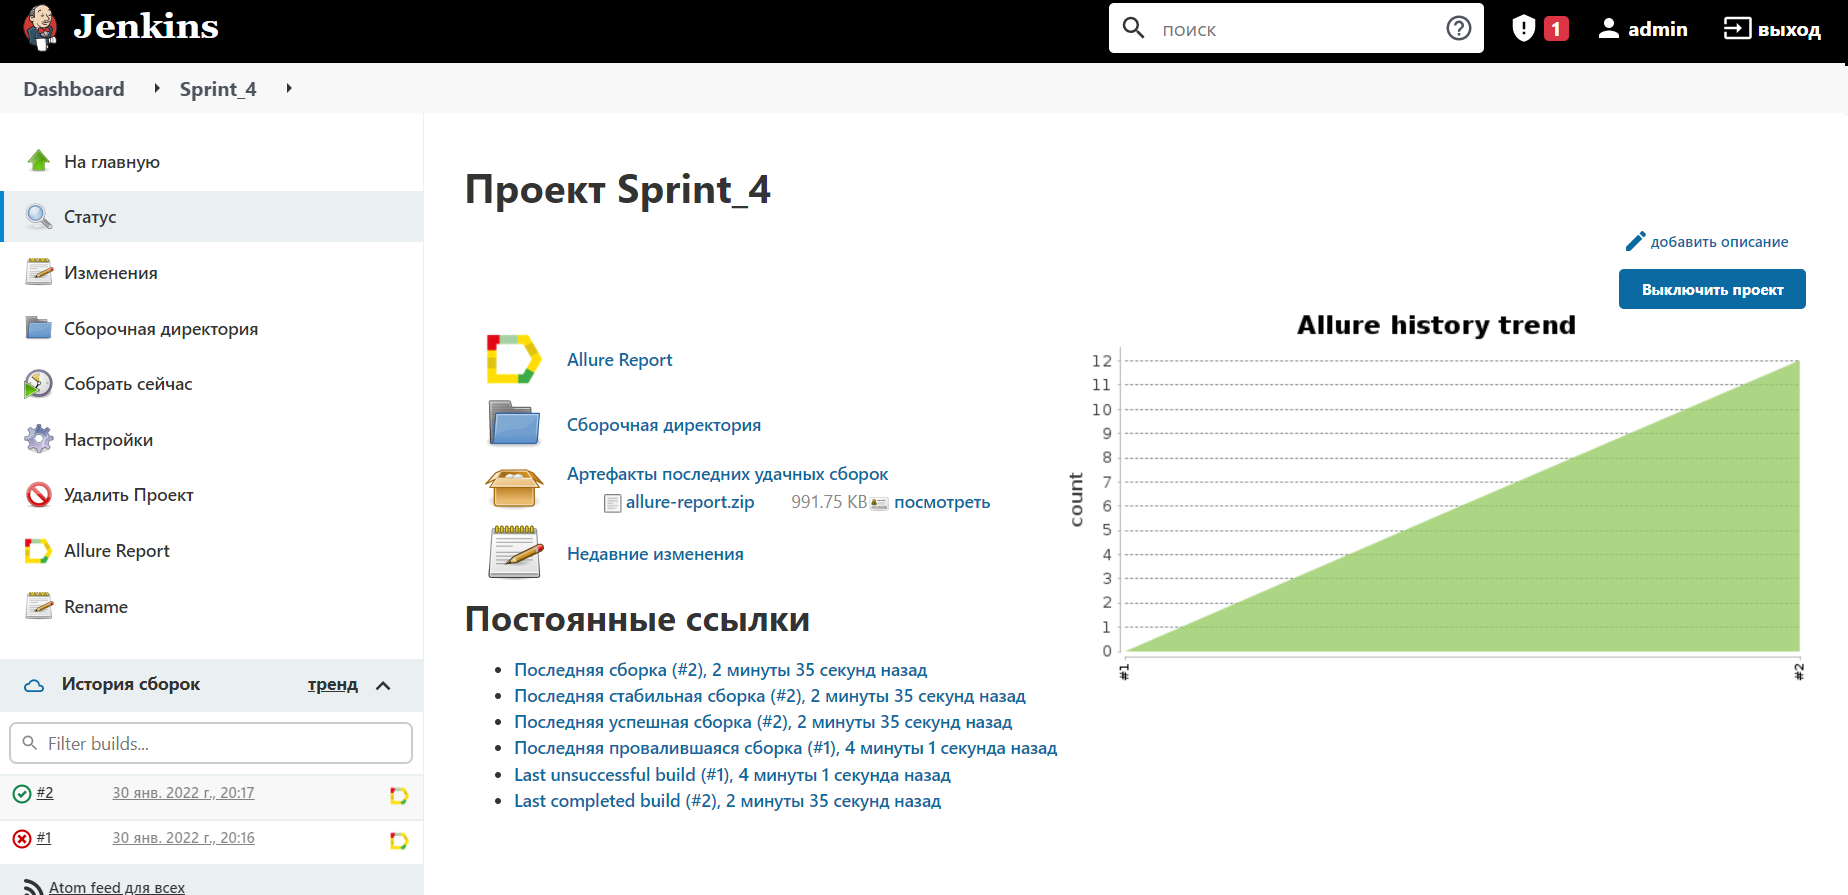 Jenkins
поиск
1
admin
выход
Dashboard
Sprint_4
На главную
Статус
Изменения
Сборочная директория
Собрать сейчас
Настройки
Удалить Проект
Allure Report
Rename
История сборок
тренд
Filter builds...
#2
30 янв. 2022 г., 20:17
#1
30 янв. 2022 г., 20:16
Atom feed для всех
Проект Sprint_4
добавить описание
Выключить проект
Allure Report
Сборочная директория
Артефакты последних удачных сборок
allure-report.zip 991.75 KB посмотреть
Недавние изменения
Постоянные ссылки
Последняя сборка (#2), 2 минуты 35 секунд назад
Последняя стабильная сборка (#2), 2 минуты 35 секунд назад
Последняя успешная сборка (#2), 2 минуты 35 секунд назад
Последняя провалившаяся сборка (#1), 4 минуты 1 секунда назад
Last unsuccessful build (#1), 4 минуты 1 секунда назад
Last completed build (#2), 2 минуты 35 секунд назад
Allure history trend
count
12
11
10
9
8
7
6
5
4
3
2
1
0
#1
#2